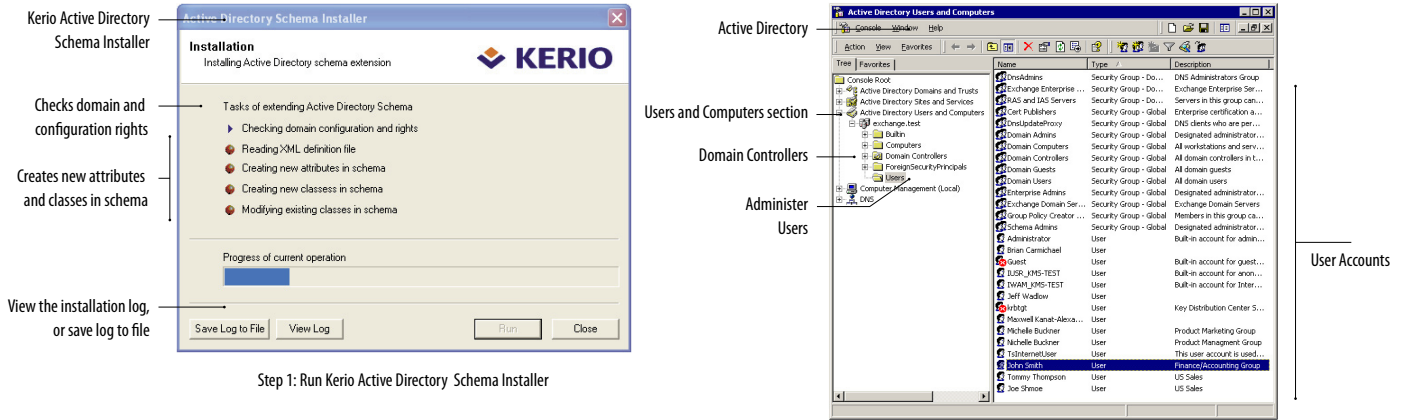 Kerio Active Directory
Schema Installer
Checks domain and
configuration rights
Creates new attributes
and classes in schema
View the installation log,
or save log to file
Active Directory Schema Installer
Installation
Installing Active Directory schema extension
KERIO
Tasks of extending Active Directory Schema
Checking domain configuration and rights
Reading XML definition file
Creating new attributes in schema
Creating new classess in schema
Modifying existing classes in schema
Progress of current operation
Save Log to File
View Log
Run
Close
Step 1: Run Kerio Active Directory Schema Installer
Active Directory
Users and Computers section
Domain Controllers
Administer
Users
Active Directory Users and Computers
Console Window Help
Action View Favorites
Tree Favorites
Console Root
Active Directory Domains and Trusts
Active Directory Sites and Services
Active Directory Users and Computers
exchange.test
Builtin
Computers
Domain Controllers
ForeignSecurityPrincipals
Users
Computer Management (Local)
DNS
Name Type Description
DnsAdmins Security Group - Do... DNS Administrators Group
Exchange Enterprise ... Security Group - Do... Exchange Enterprise Ser...
RAS and IAS Servers Security Group - Do... Servers in this group can...
Cert Publishers Security Group - Global Enterprise certification a...
DnsUpdateProxy Security Group - Global DNS clients who are per...
Domain Admins Security Group - Global Designated administrator...
Domain Computers Security Group - Global All workstations and serv...
Domain Controllers Security Group - Global All domain controllers in t...
Domain Guests Security Group - Global All domain guests
Domain Users Security Group - Global All domain users
Enterprise Admins Security Group - Global Designated administrator...
Exchange Domain Ser... Security Group - Global Exchange Domain Servers
Group Policy Creator ... Security Group - Global Members in this group ca...
Schema Admins Security Group - Global Designated administrator...
Administrator User Built-in account for admin...
Brian Carmichael User
Guest User Built-in account for guest...
IUSR_KMS-TEST User Built-in account for anon...
IWAM_KMS-TEST User Built-in account for Inter...
Jeff Wadlow User
krbtgt User Key Distribution Center S...
Maxwell Kanat-Alexa... User
Michelle Buckner User Product Marketing Group
Nichelle Buckner User Product Managment Group
TsInternetUser User This user account is used...
John Smith User Finance/Accounting Group
Tommy Thompson User US Sales
Joe Shmoe User US Sales
User Accounts